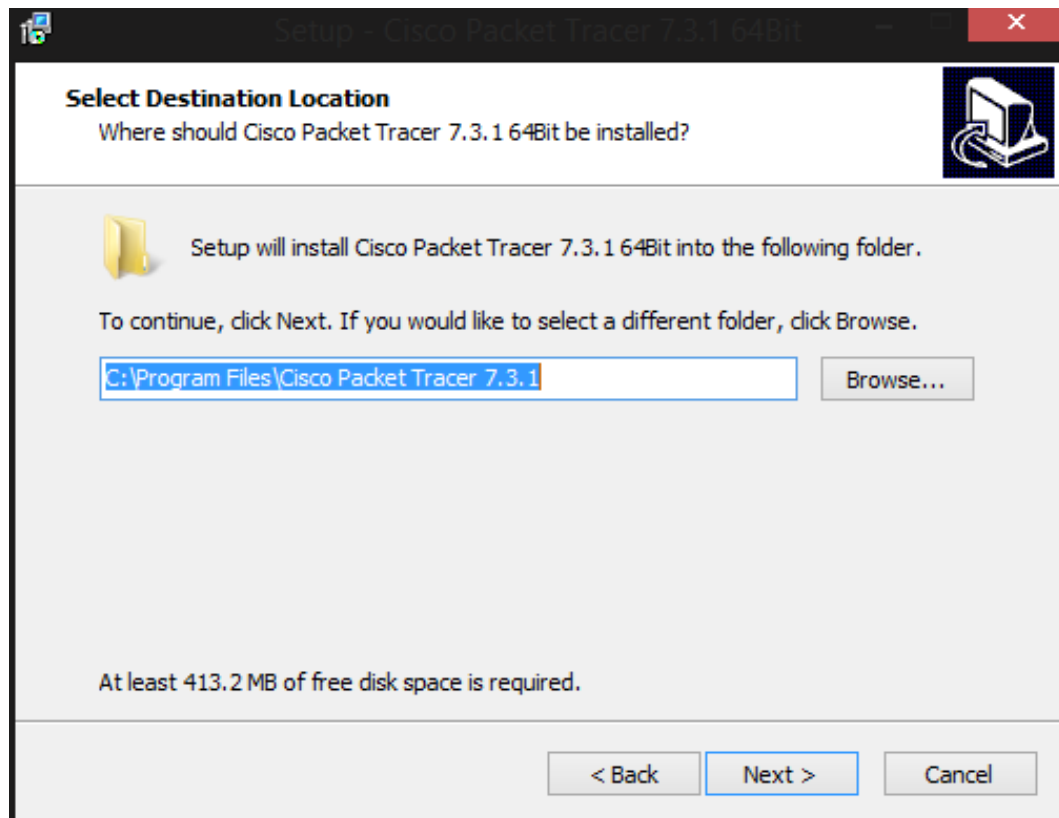 Setup - Cisco Packet Tracer 7.3.1 64Bit
Select Destination Location
Where should Cisco Packet Tracer 7.3.1 64Bit be installed?
Setup will install Cisco Packet Tracer 7.3.1 64Bit into the following folder.
To continue, click Next. If you would like to select a different folder, click Browse.
C:\Program Files\Cisco Packet Tracer 7.3.1
Browse...
At least 413.2 MB of free disk space is required.
< Back
Next >
Cancel